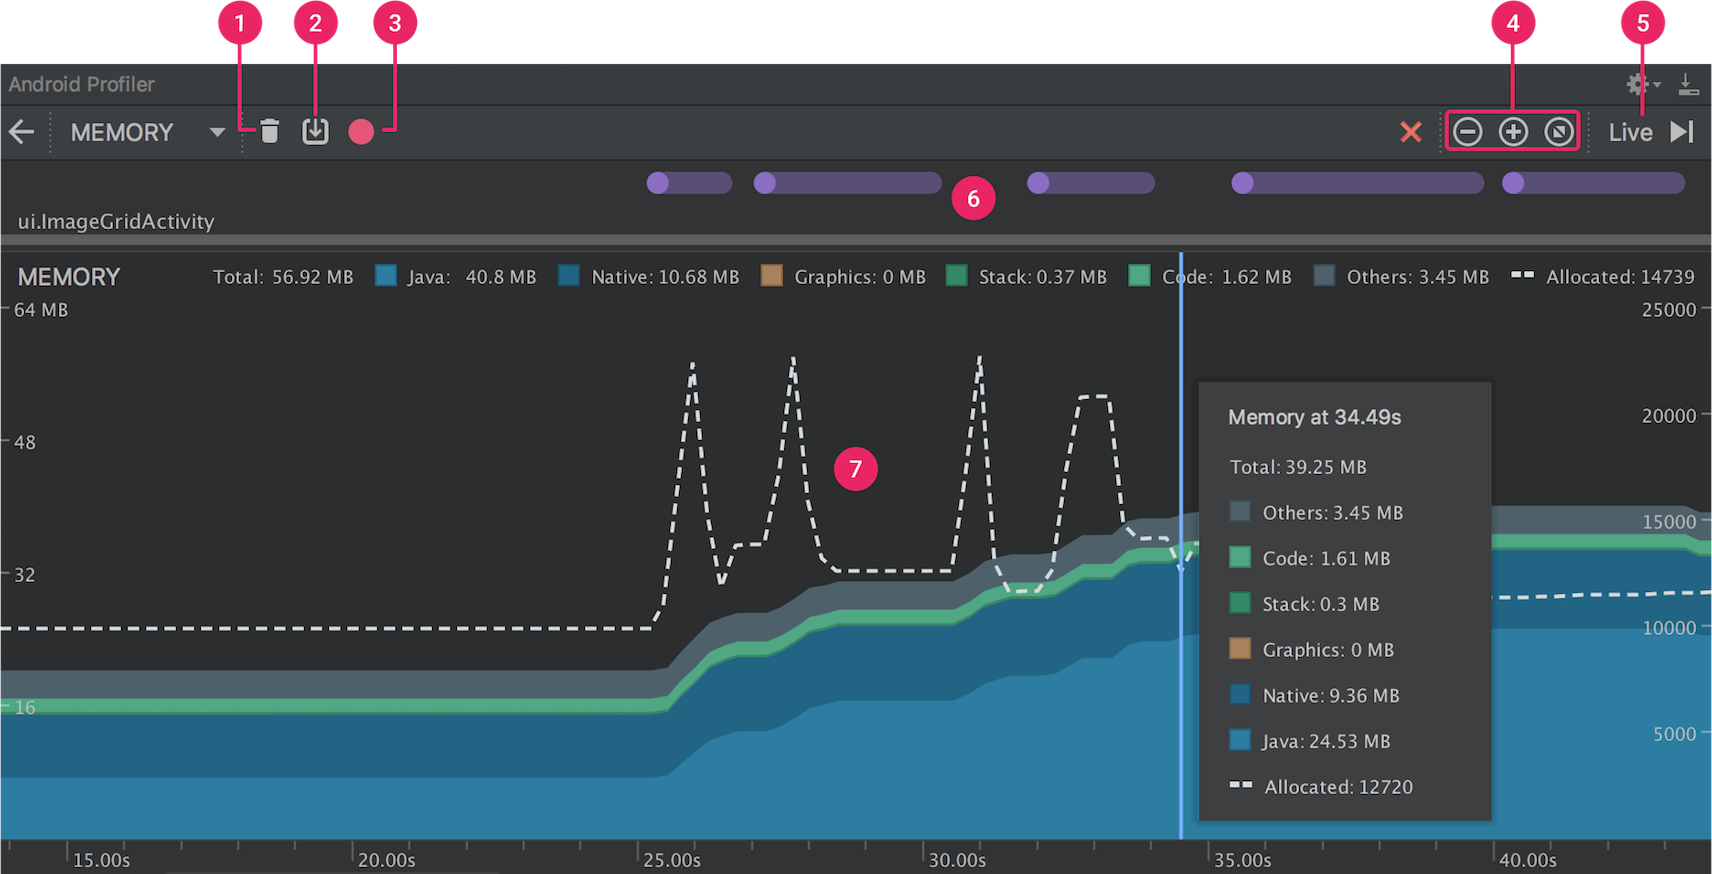 1 2 3 4 5
Android Profiler
MEMORY Live
6
ui.ImageGridActivity
MEMORY Total: 56.92 MB Java: 40.8 MB Native: 10.68 MB Graphics: 0 MB Stack: 0.37 MB Code: 1.62 MB Others: 3.45 MB Allocated: 14739
64 MB 25000
Memory at 34.49s
20000
48
7
Total: 39.25 MB
Others: 3.45 MB
15000
Code: 1.61 MB
32
Stack: 0.3 MB
10000
Graphics: 0 MB
Native: 9.36 MB
16
5000
Java: 24.53 MB
Allocated: 12720
15.00s 20.00s 25.00s 30.00s 35.00s 40.00s